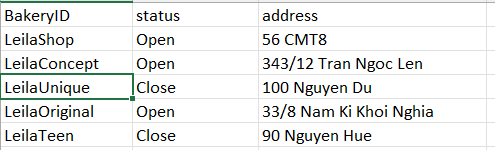 BakeryID status address
LeilaShop Open 56 CMT8
LeilaConcept Open 343/12 Tran Ngoc Len
LeilaUnique Close 100 Nguyen Du
LeilaOriginal Open 33/8 Nam Ki Khoi Nghia
LeilaTeen Close 90 Nguyen Hue